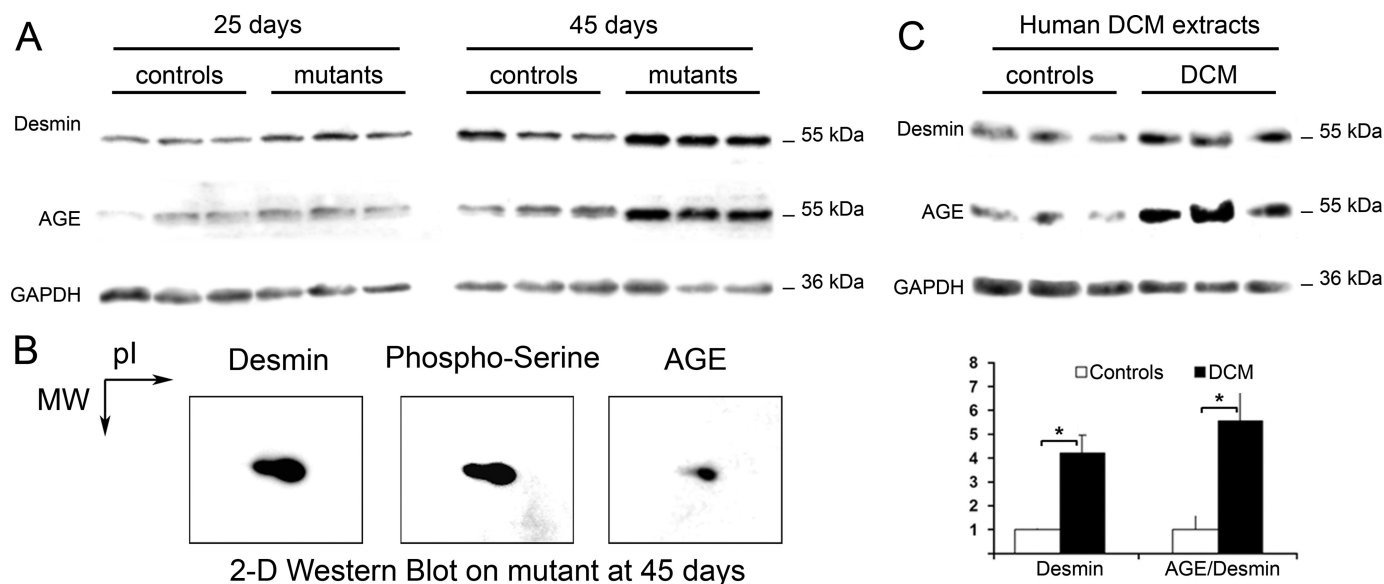 A
25 days
45 days
controls
mutants
controls
mutants
Desmin
55 kDa
AGE
55 kDa
GAPDH
36 kDa
B
pI
MW
Desmin
Phospho-Serine
AGE
2-D Western Blot on mutant at 45 days
C
Human DCM extracts
controls
DCM
Desmin
55 kDa
AGE
55 kDa
GAPDH
36 kDa
Controls
DCM
8
7
6
5
4
3
2
1
*
*
Desmin
AGE/Desmin